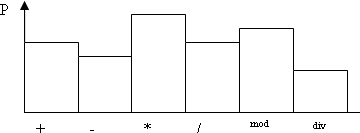 P
+ - * / mod div